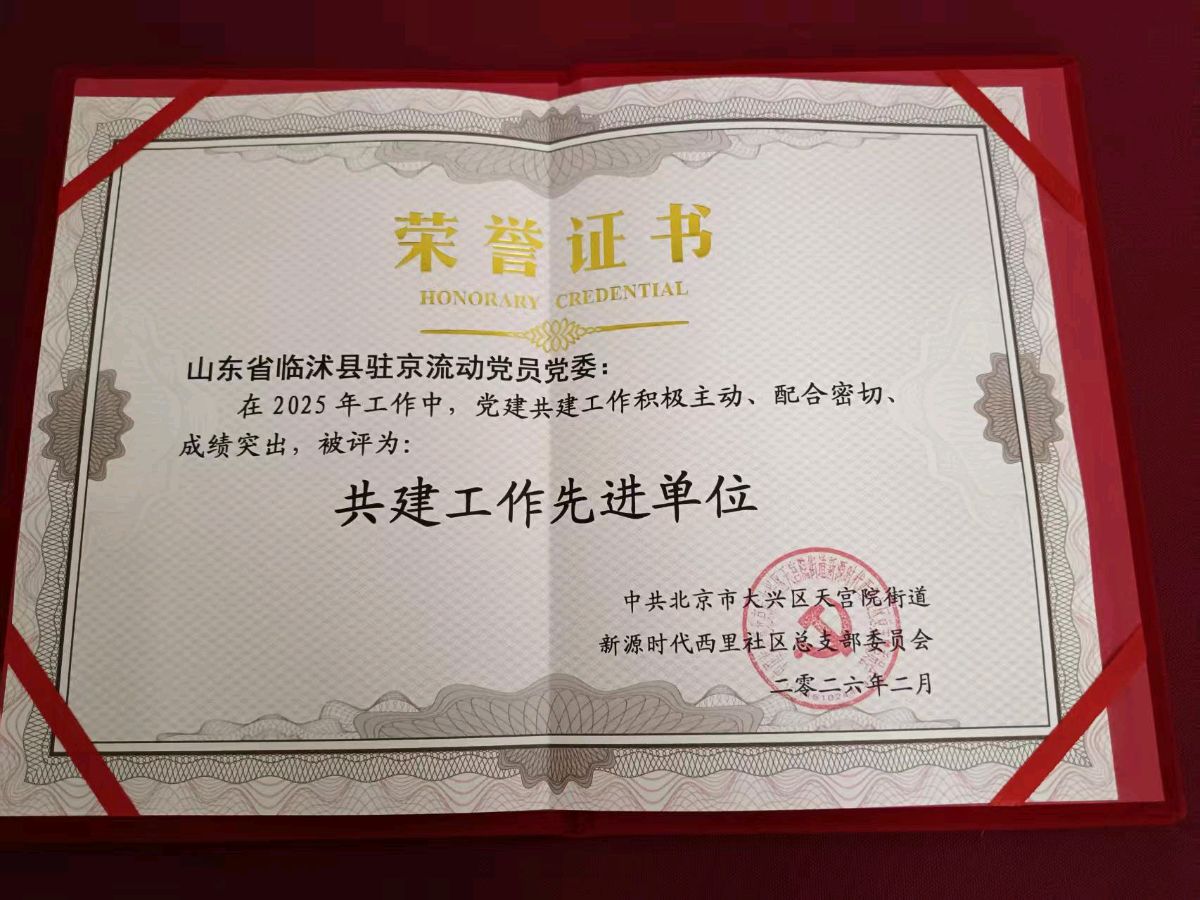 荣誉证书
HONORARY CREDENTIAL
山东省临沭县驻京流动党员党委：
在2025年工作中，党建共建工作积极主动、配合密切、
成绩突出，被评为：
共建工作先进单位
中共北京市大兴区天宫院街道
新源时代西里社区总支部委员会
二零二六年二月